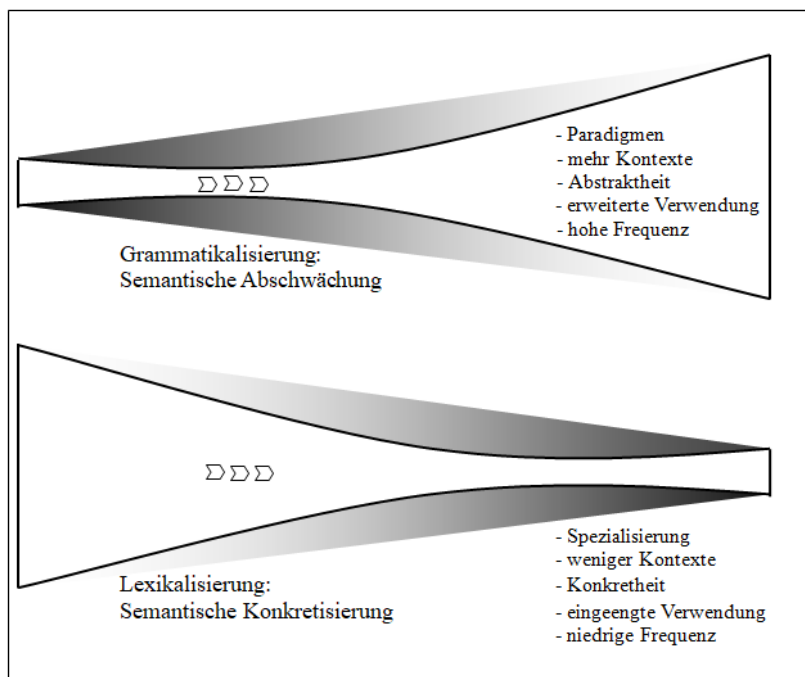 - Paradigmen
- mehr Kontexte
- Abstraktheit
- erweiterte Verwendung
- hohe Frequenz
Grammatikalisierung:
Semantische Abschwächung
- Spezialisierung
- weniger Kontexte
- Konkretheit
- eingeengte Verwendung
- niedrige Frequenz
Lexikalisierung:
Semantische Konkretisierung